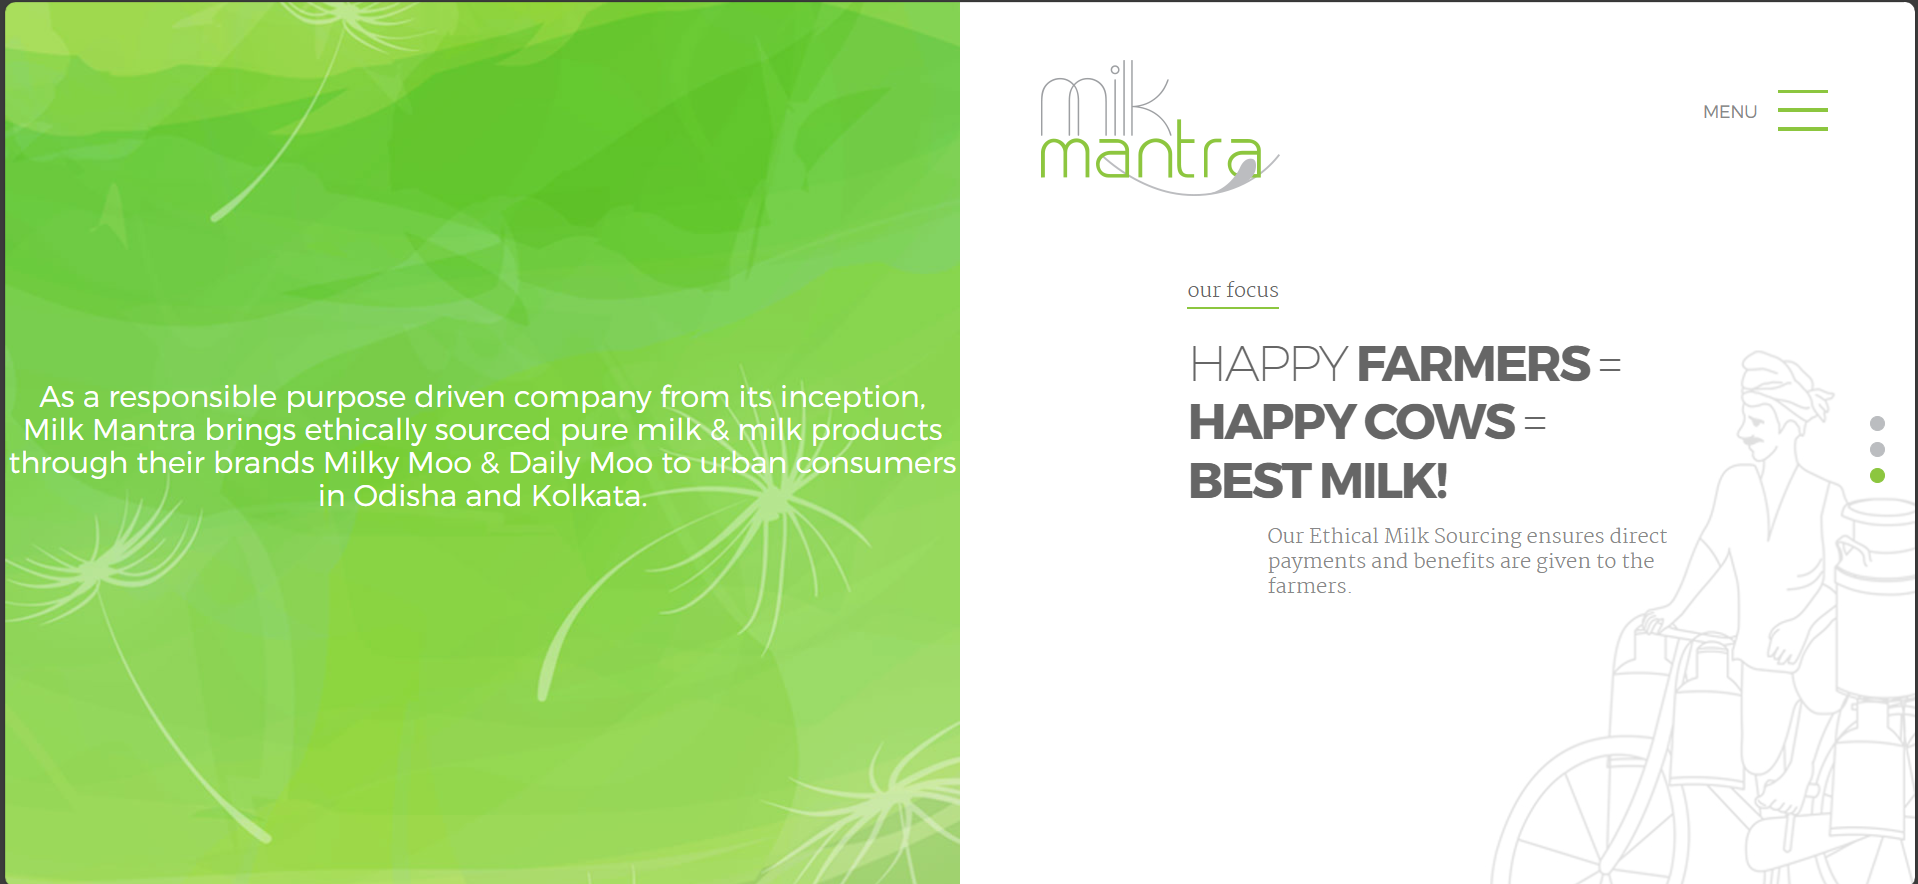 As a responsible purpose driven company from its inception,
Milk Mantra brings ethically sourced pure milk & milk products
through their brands Milky Moo & Daily Moo to urban consumers
in Odisha and Kolkata.
milk
mantra
MENU
our focus
HAPPY FARMERS =
HAPPY COWS =
BEST MILK!
Our Ethical Milk Sourcing ensures direct
payments and benefits are given to the
farmers.